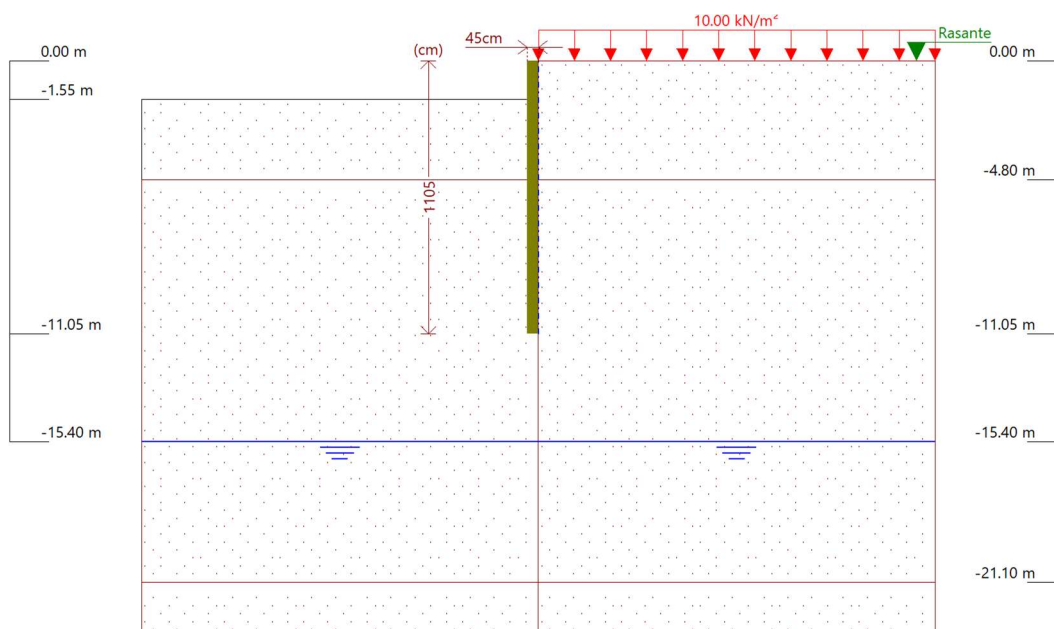 10.00 kN/m²
Rasante
45cm
(cm)
0.00 m
0.00 m
-1.55 m
-4.80 m
1105
-11.05 m
-11.05 m
-15.40 m
-15.40 m
-21.10 m